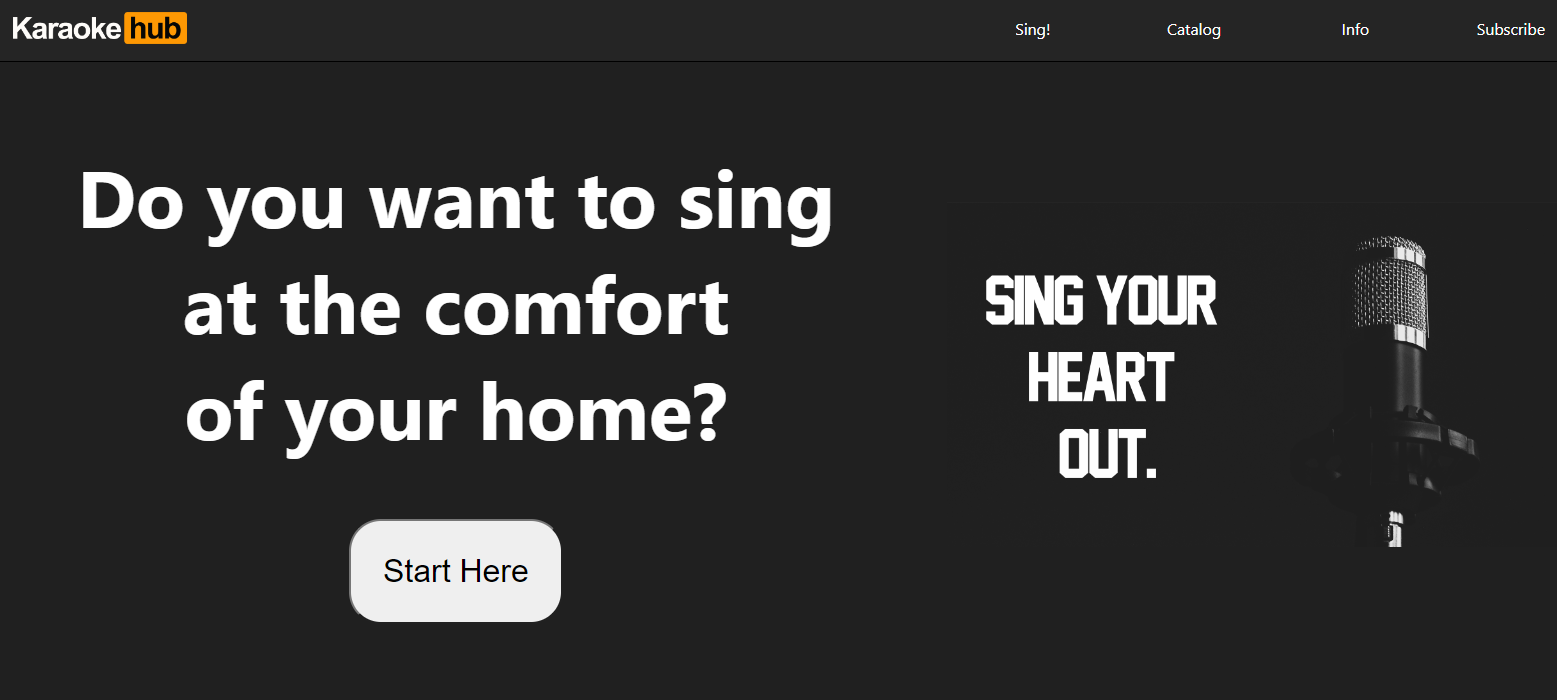 Karaoke hub
Sing!
Catalog
Info
Subscribe
Do you want to sing
at the comfort
of your home?
Start Here
SING YOUR
HEART
OUT.